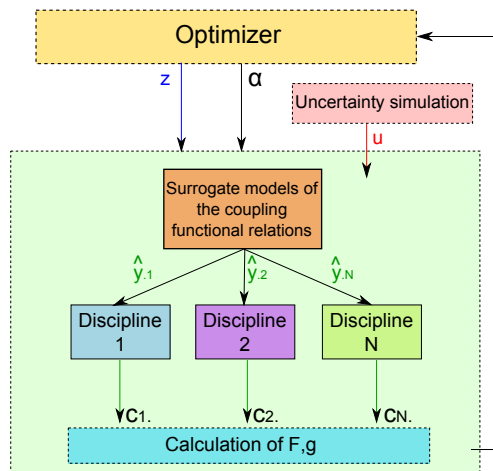 Optimizer
z
α
Uncertainty simulation
u
Surrogate models of
the coupling
functional relations
ŷ.1
ŷ.2
ŷ.N
Discipline
1
Discipline
2
Discipline
N
c1.
c2.
cN.
Calculation of F,g